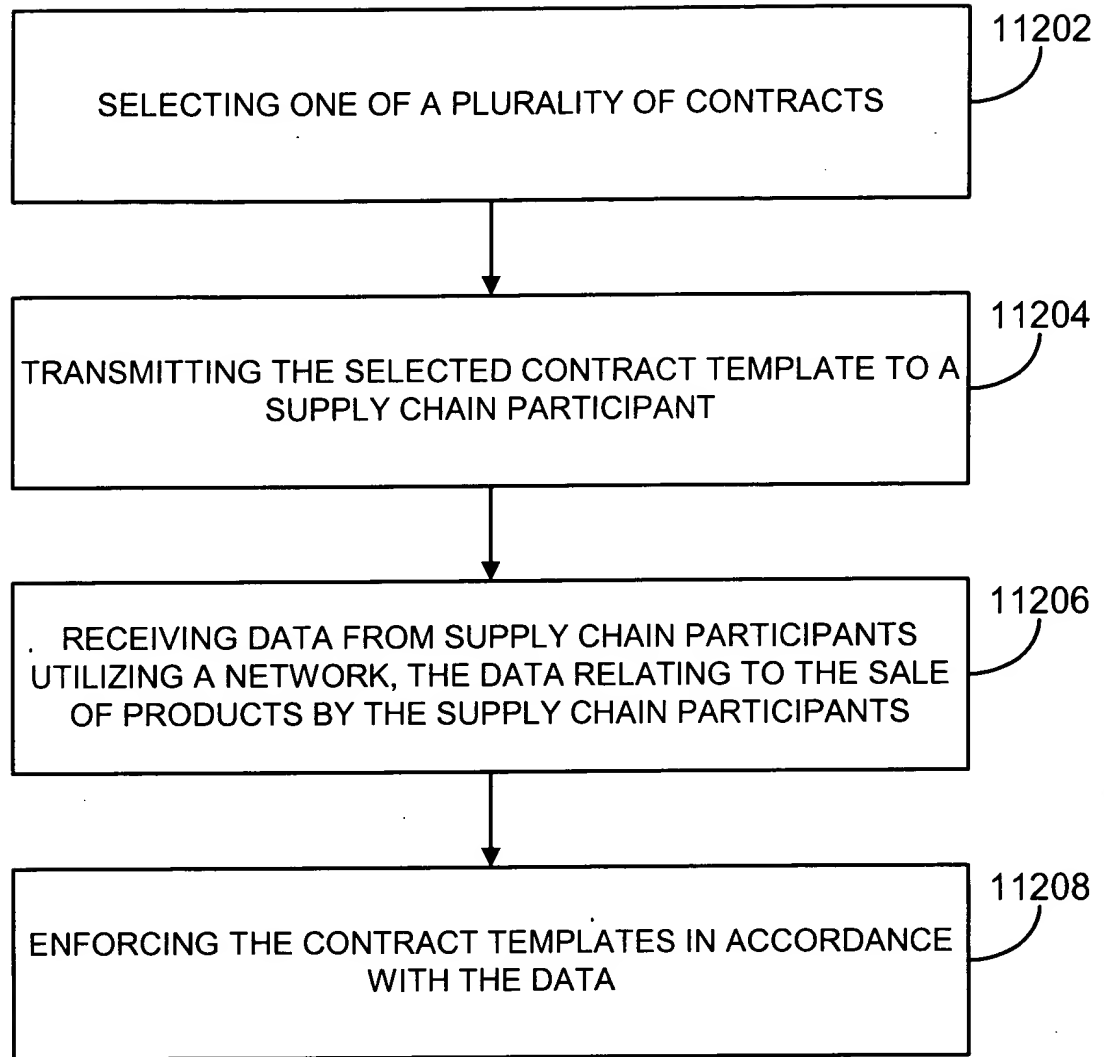 11202
SELECTING ONE OF A PLURALITY OF CONTRACTS
11204
TRANSMITTING THE SELECTED CONTRACT TEMPLATE TO A
SUPPLY CHAIN PARTICIPANT
11206
RECEIVING DATA FROM SUPPLY CHAIN PARTICIPANTS
UTILIZING A NETWORK, THE DATA RELATING TO THE SALE
OF PRODUCTS BY THE SUPPLY CHAIN PARTICIPANTS
11208
ENFORCING THE CONTRACT TEMPLATES IN ACCORDANCE
WITH THE DATA